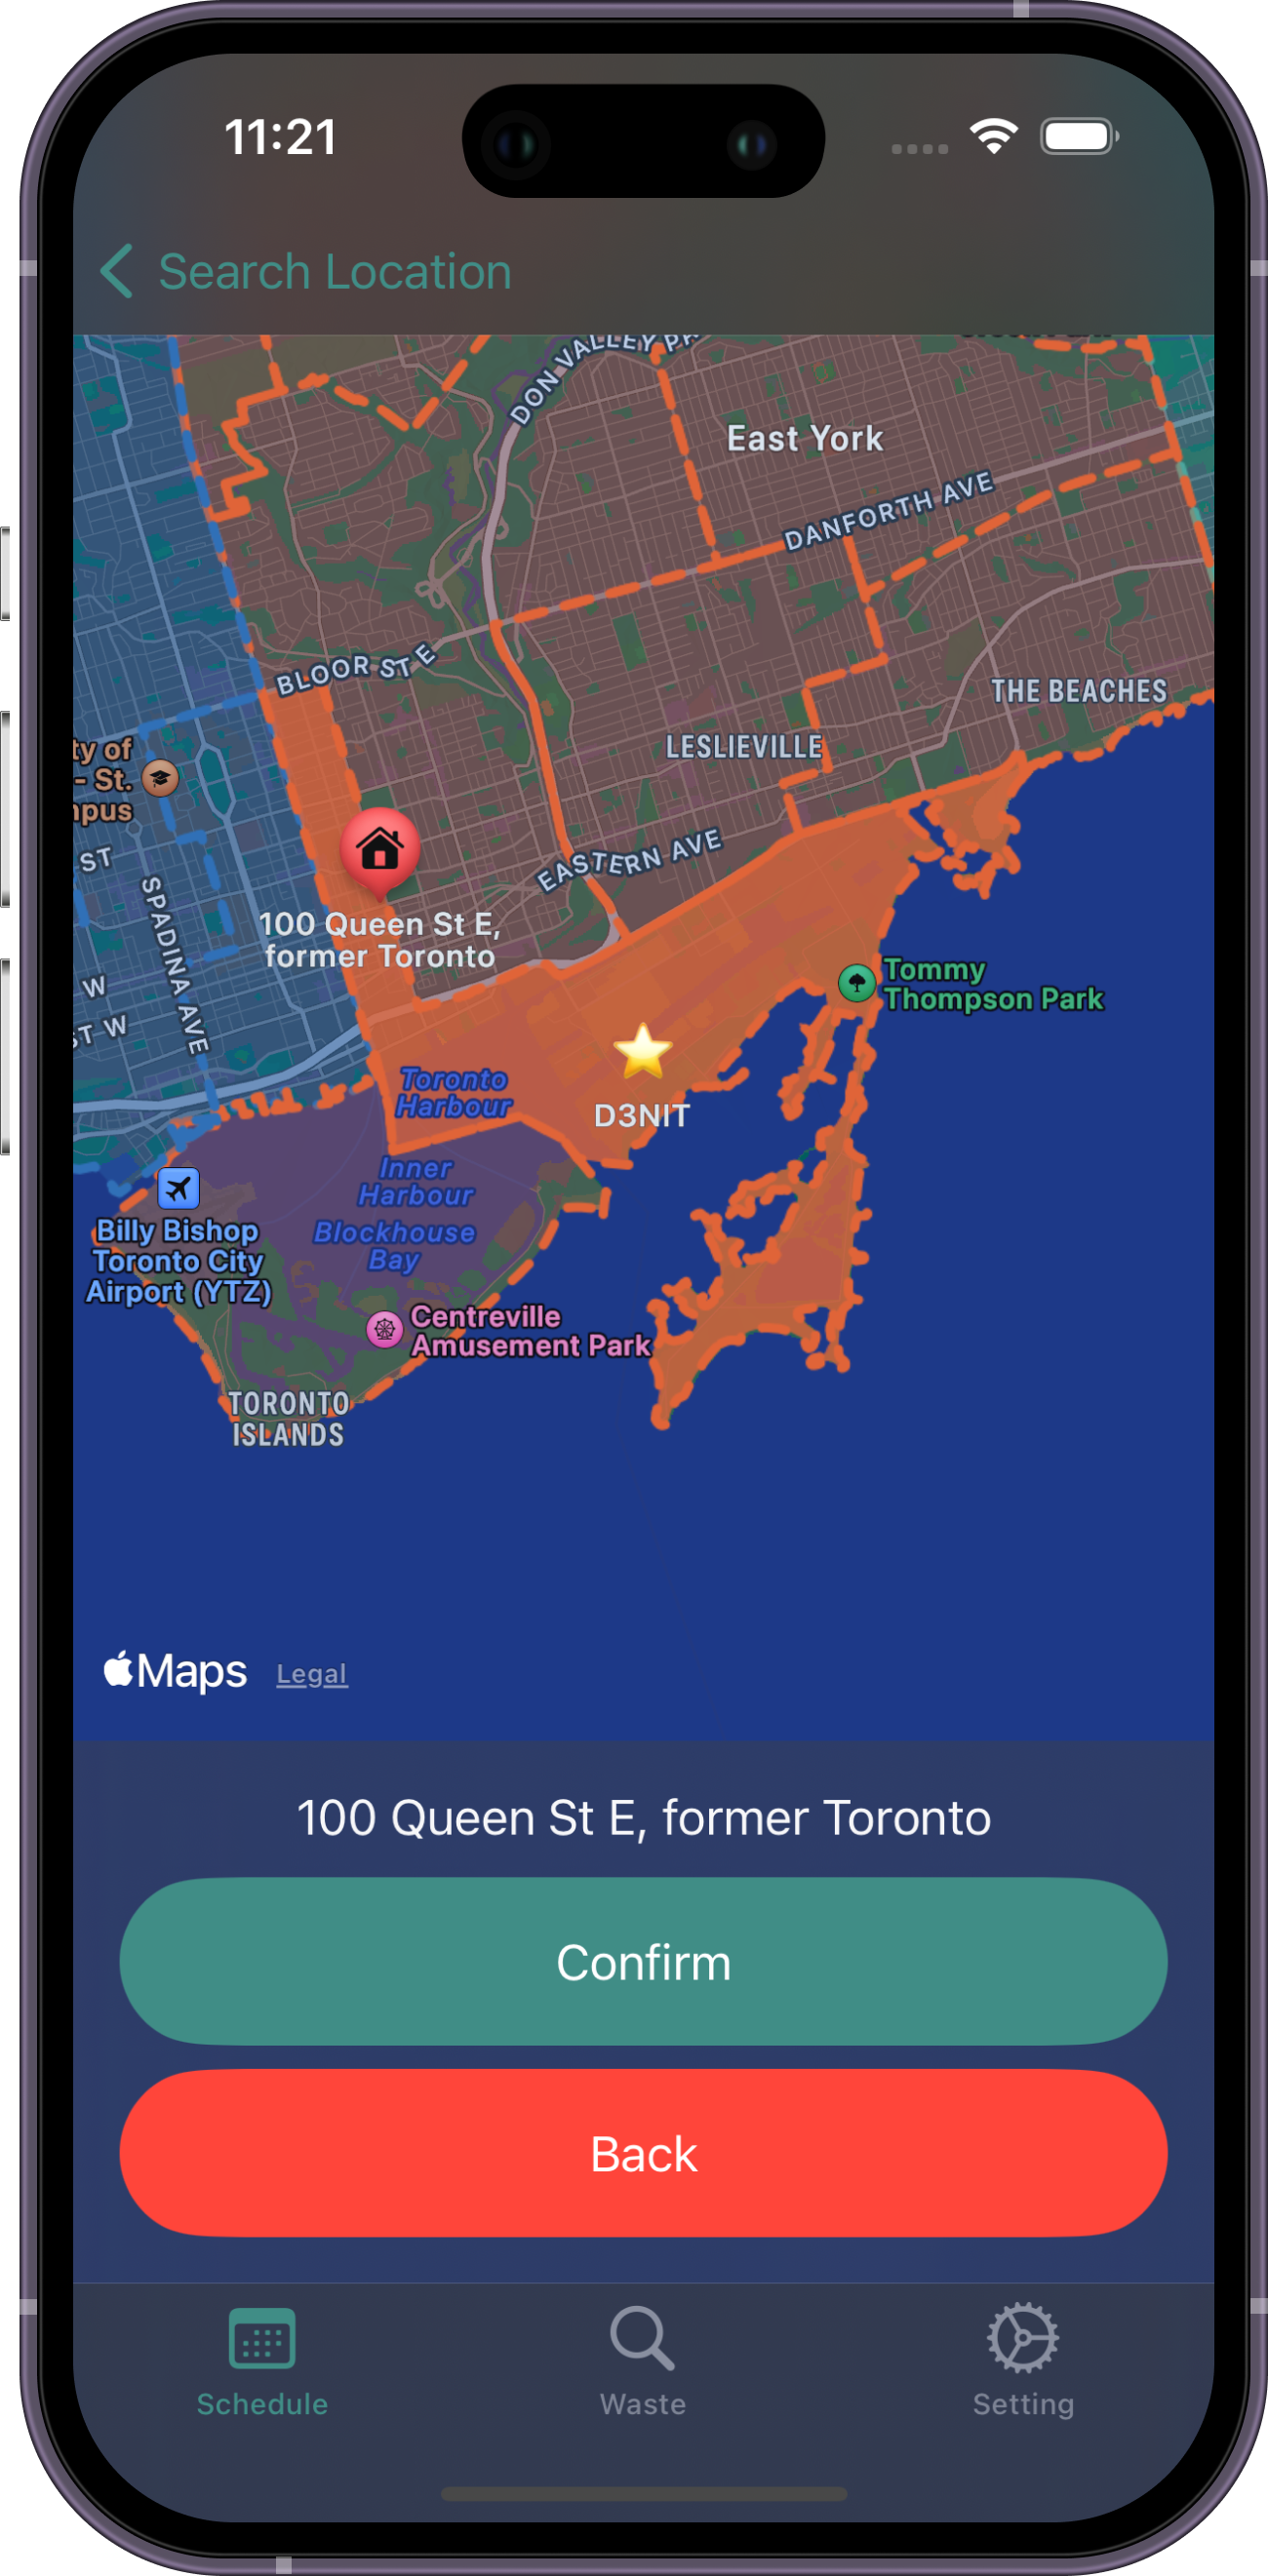 11:21
Search Location
DON VALLEY
East York
DANFORTH AVE
BLOOR ST E
THE BEACHES
LESLIEVILLE
ty of
- St.
mpus
ST
EASTERN AVE
SPADINA AVE
100 Queen St E,
former Toronto
Tommy
Thompson Park
W
ST W
Toronto
Harbour
D3NIT
Inner
Harbour
Blockhouse
Bay
Billy Bishop
Toronto City
Airport (YTZ)
Centreville
Amusement Park
TORONTO
ISLANDS
Maps Legal
100 Queen St E, former Toronto
Confirm
Back
Schedule Waste Setting